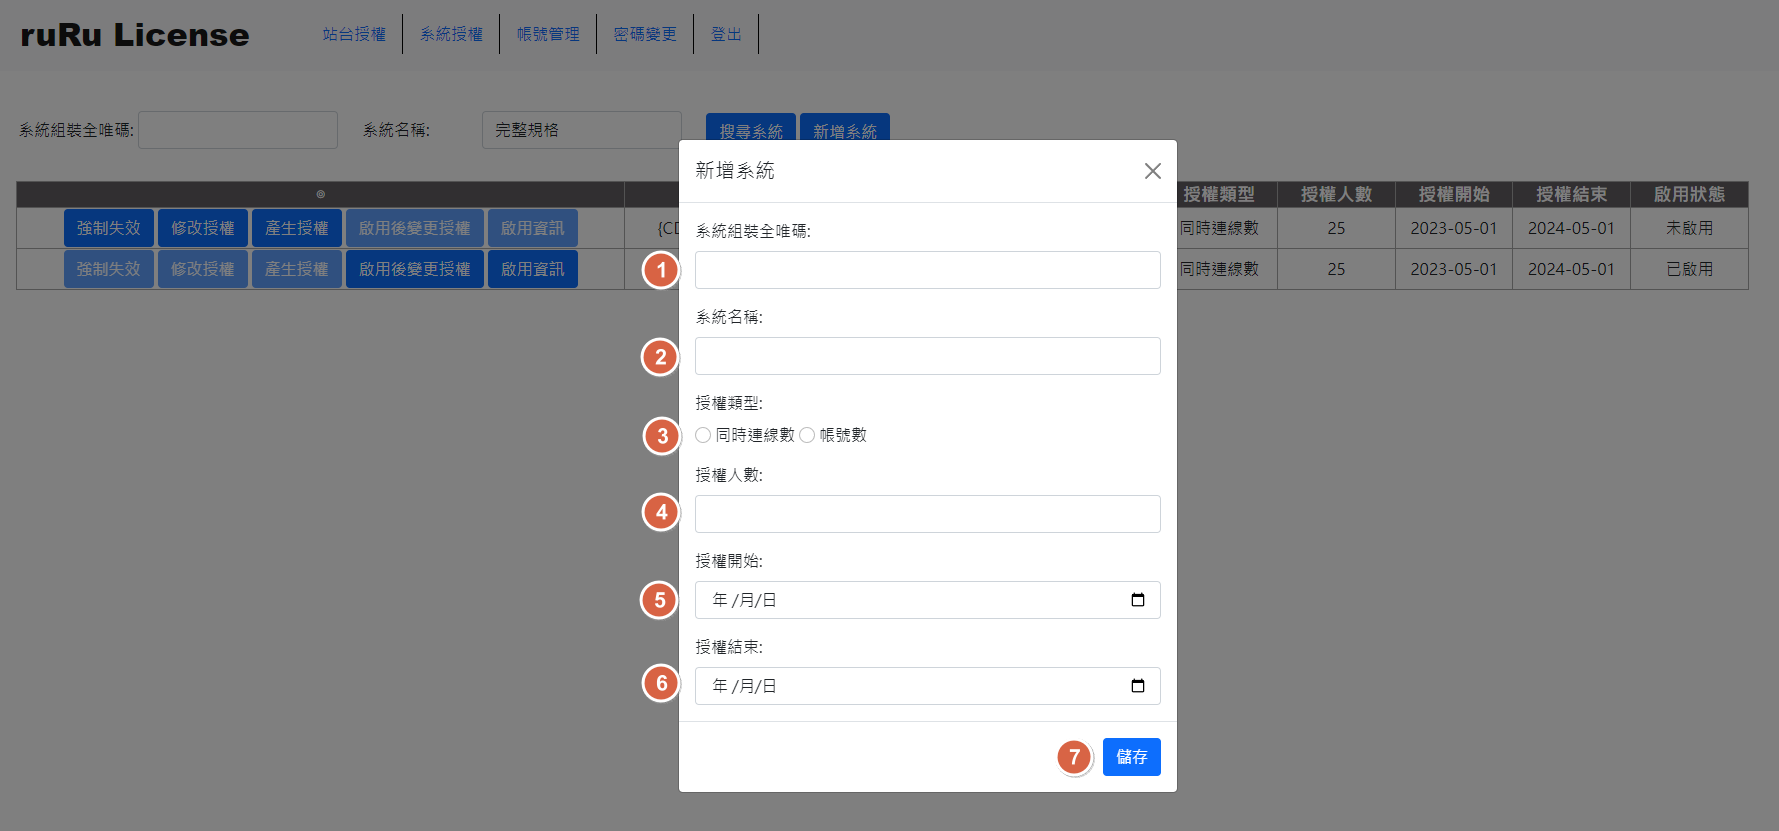 ruRu License 站台授權 系統授權 帳號管理 密碼變更 登出
系統組裝全唯碼: 系統名稱: 完整規格 搜尋系統 新增系統
新增系統
◎ 授權類型 授權人數 授權開始 授權結束 啟用狀態
強制失效 修改授權 產生授權 啟用後變更授權 啟用資訊 {CD 同時連線數 25 2023-05-01 2024-05-01 未啟用
強制失效 修改授權 產生授權 啟用後變更授權 啟用資訊 同時連線數 25 2023-05-01 2024-05-01 已啟用
系統組裝全唯碼:
1
系統名稱:
2
授權類型:
3 同時連線數 帳號數
授權人數:
4
授權開始:
5 年 /月/日
授權結束:
6 年 /月/日
7 儲存